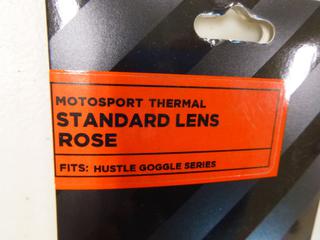 MOTOSPORT THERMAL
STANDARD LENS
ROSE
FITS: HUSTLE GOGGLE SERIES